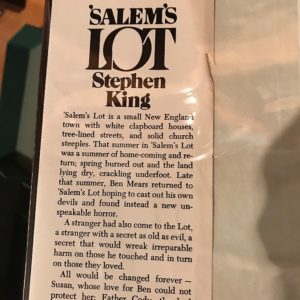 'SALEM'S
LOT
Stephen
King
'Salem's Lot is a small New England
town with white clapboard houses,
tree-lined streets, and solid church
steeples. That summer in 'Salem's Lot
was a summer of home-coming and re-
turn; spring burned out and the land
lying dry, crackling underfoot. Late
that summer, Ben Mears returned to
'Salem's Lot hoping to cast out his own
devils and found instead a new un-
speakable horror.
A stranger had also come to the Lot,
a stranger with a secret as old as evil, a
secret that would wreak irreparable
harm on those he touched and in turn
on those they loved.
All would be changed forever—
Susan, whose love for Ben could not
protect her; Father Cody, the